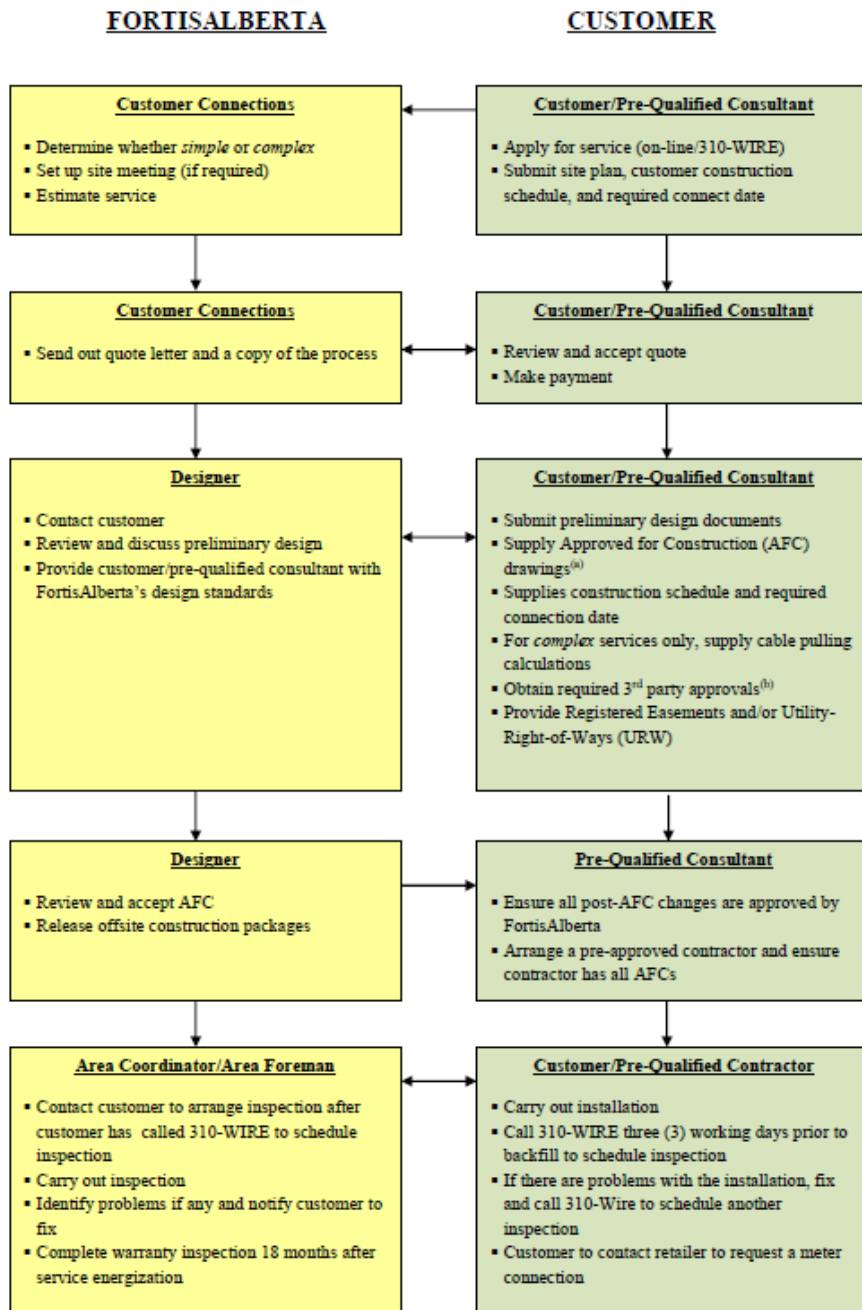 FORTISALBERTA
CUSTOMER
Customer Connections
▪ Determine whether simple or complex
▪ Set up site meeting (if required)
▪ Estimate service
Customer/Pre-Qualified Consultant
▪ Apply for service (on-line/310-WIRE)
▪ Submit site plan, customer construction
schedule, and required connect date
Customer Connections
▪ Send out quote letter and a copy of the process
Customer/Pre-Qualified Consultant
▪ Review and accept quote
▪ Make payment
Designer
▪ Contact customer
▪ Review and discuss preliminary design
▪ Provide customer/pre-qualified consultant with
FortisAlberta's design standards
Customer/Pre-Qualified Consultant
▪ Submit preliminary design documents
▪ Supply Approved for Construction (AFC)
drawings(a)
▪ Supplies construction schedule and required
connection date
▪ For complex services only, supply cable pulling
calculations
▪ Obtain required 3rd party approvals(b)
▪ Provide Registered Easements and/or Utility-
Right-of-Ways (URW)
Designer
▪ Review and accept AFC
▪ Release offsite construction packages
Pre-Qualified Consultant
▪ Ensure all post-AFC changes are approved by
FortisAlberta
▪ Arrange a pre-approved contractor and ensure
contractor has all AFCs
Area Coordinator/Area Foreman
▪ Contact customer to arrange inspection after
customer has called 310-WIRE to schedule
inspection
▪ Carry out inspection
▪ Identify problems if any and notify customer to
fix
▪ Complete warranty inspection 18 months after
service energization
Customer/Pre-Qualified Contractor
▪ Carry out installation
▪ Call 310-WIRE three (3) working days prior to
backfill to schedule inspection
▪ If there are problems with the installation, fix
and call 310-Wire to schedule another
inspection
▪ Customer to contact retailer to request a meter
connection